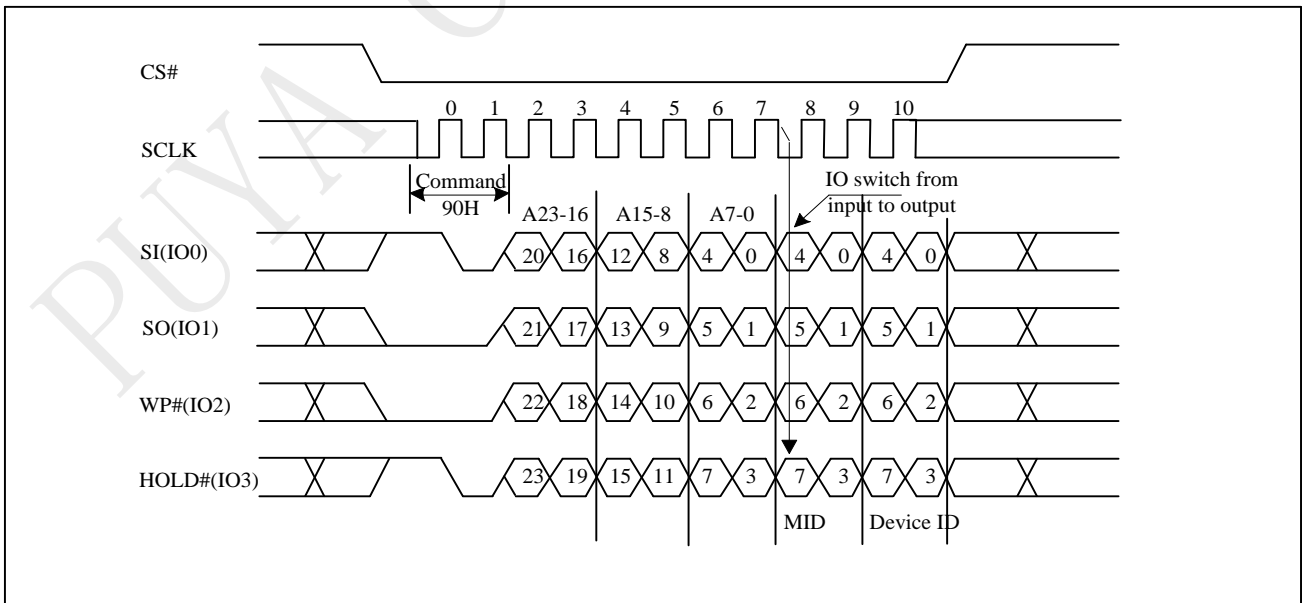 PUYA
CS#
0 1 2 3 4 5 6 7 8 9 10
SCLK
Command
90H
IO switch from
input to output
A23-16 A15-8 A7-0
SI(IO0) 20 16 12 8 4 0 4 0 4 0
SO(IO1) 21 17 13 9 5 1 5 1 5 1
WP#(IO2) 22 18 14 10 6 2 6 2 6 2
HOLD#(IO3) 23 19 15 11 7 3 7 3 7 3
MID Device ID